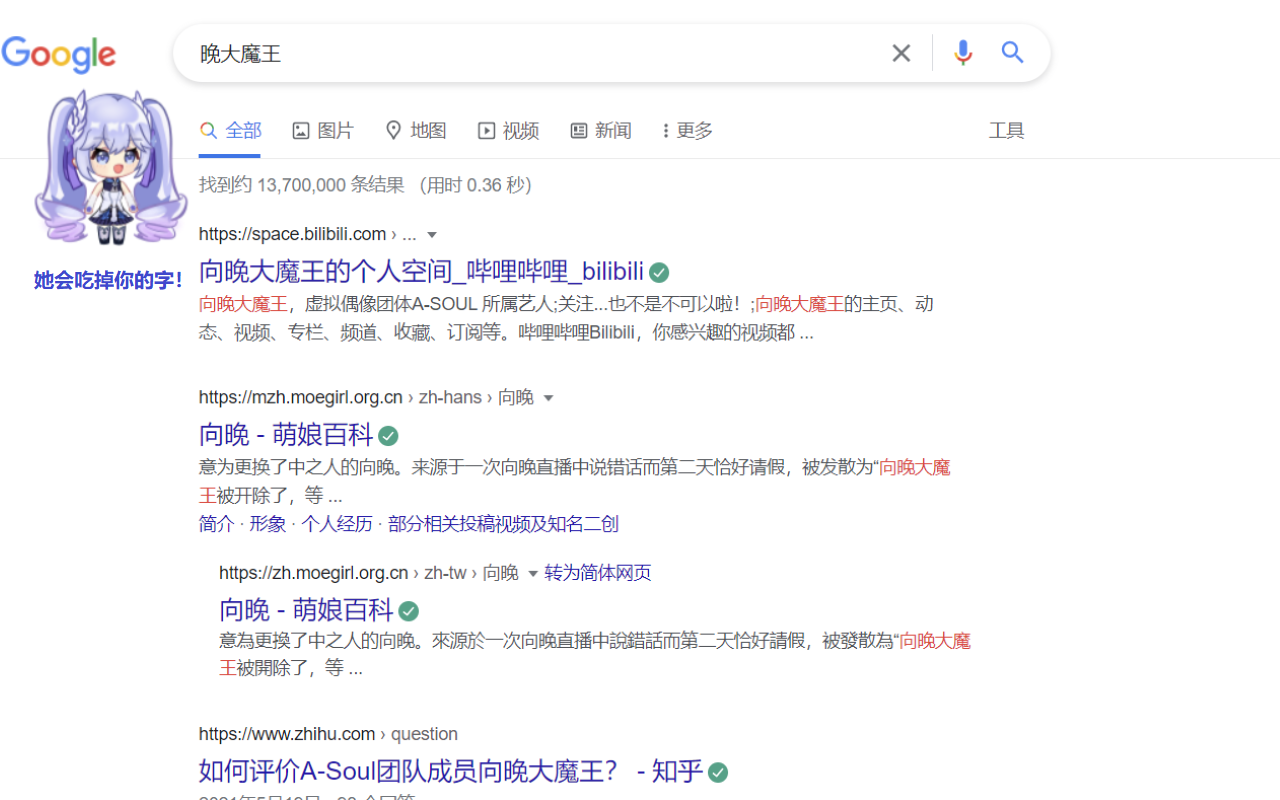 Google
晚大魔王
全部 图片 地图 视频 新闻 更多 工具
找到约 13,700,000 条结果 （用时 0.36 秒）
她会吃掉你的字！
https://space.bilibili.com › ...
向晚大魔王的个人空间_哔哩哔哩_bilibili
向晚大魔王，虚拟偶像团体A-SOUL 所属艺人;关注...也不是不可以啦！;向晚大魔王的主页、动
态、视频、专栏、频道、收藏、订阅等。哔哩哔哩Bilibili，你感兴趣的视频都 ...
https://mzh.moegirl.org.cn › zh-hans › 向晚
向晚 - 萌娘百科
意为更换了中之人的向晚。来源于一次向晚直播中说错话而第二天恰好请假，被发散为“向晚大魔
王被开除了，等 ...
简介 · 形象 · 个人经历 · 部分相关投稿视频及知名二创
https://zh.moegirl.org.cn › zh-tw › 向晚 转为简体网页
向晚 - 萌娘百科
意為更换了中之人的向晚。來源於一次向晚直播中說錯話而第二天恰好請假，被發散為“向晚大魔
王被開除了，等 ...
https://www.zhihu.com › question
如何评价A-Soul团队成员向晚大魔王？ - 知乎